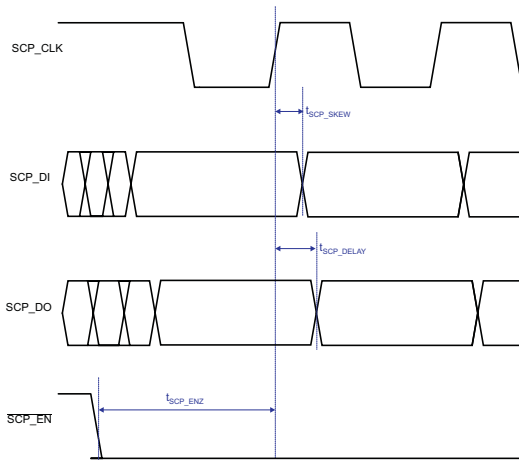 SCP_CLK
tSCP_SKEW
SCP_DI
tSCP_DELAY
SCP_DO
tSCP_ENZ
SCP_EN